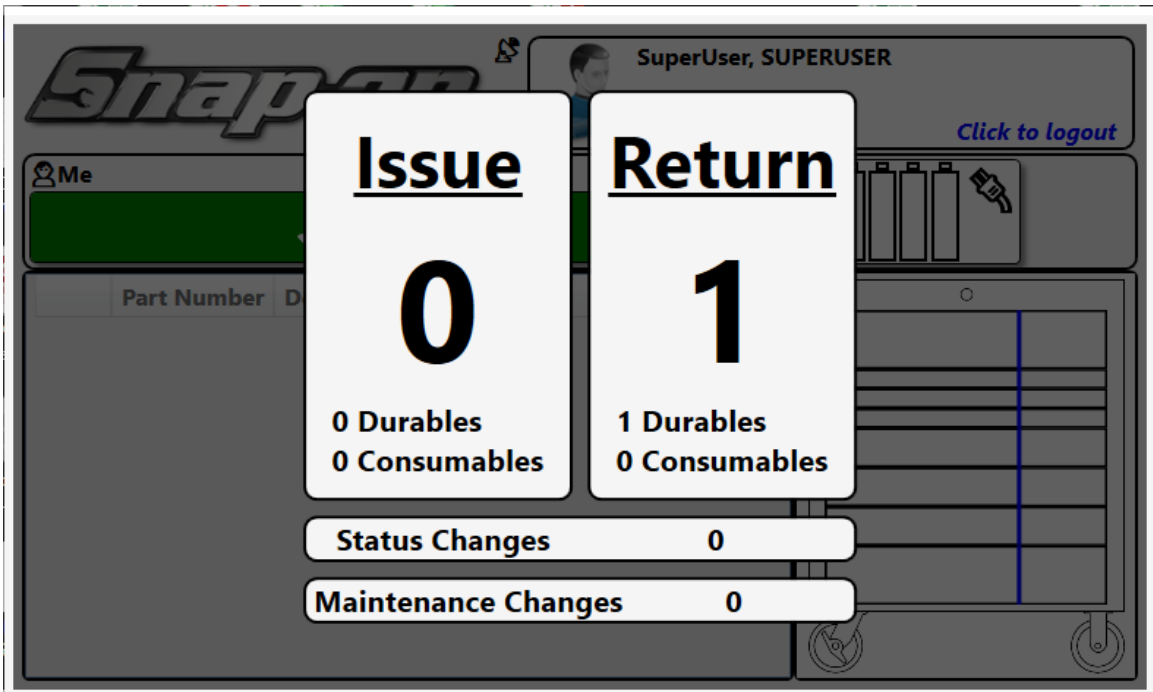 Snap-on
SuperUser, SUPERUSER
Click to logout
Me
Issue
0
0 Durables
0 Consumables
Return
1
1 Durables
0 Consumables
Part Number
Status Changes 0
Maintenance Changes 0